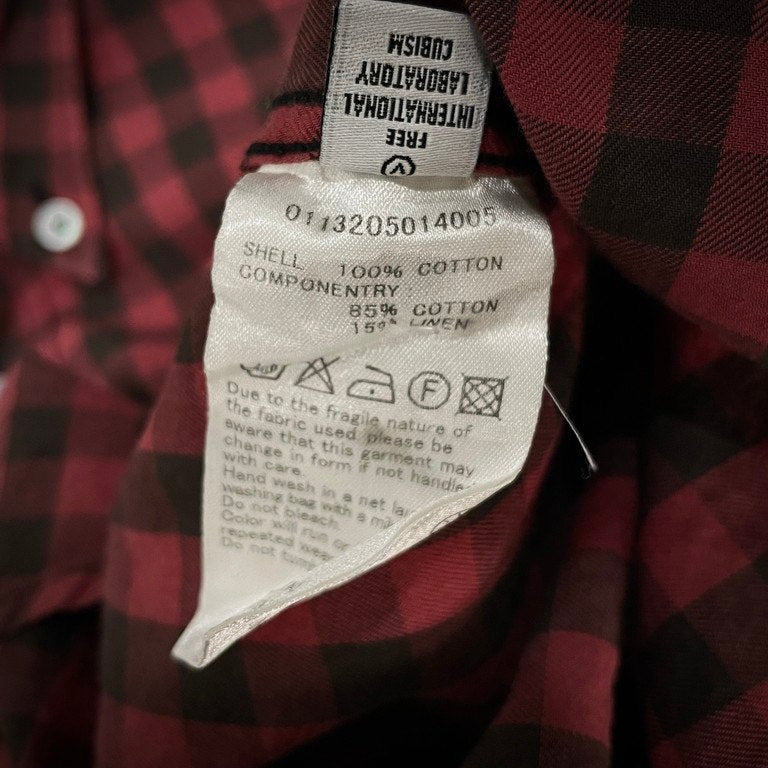 FREE
INTERNATIONAL
LABORATORY
CUBISM
0113205014005
SHELL 100% COTTON
COMPONENTRY
85% COTTON
15% LINEN
F
Due to the fragile nature of
the fabric used please be
aware that this garment may
change in form if not handle
with care.
Hand wash in a net
washing bag with a
Do not bleach.
Color will run
repeated
Do not